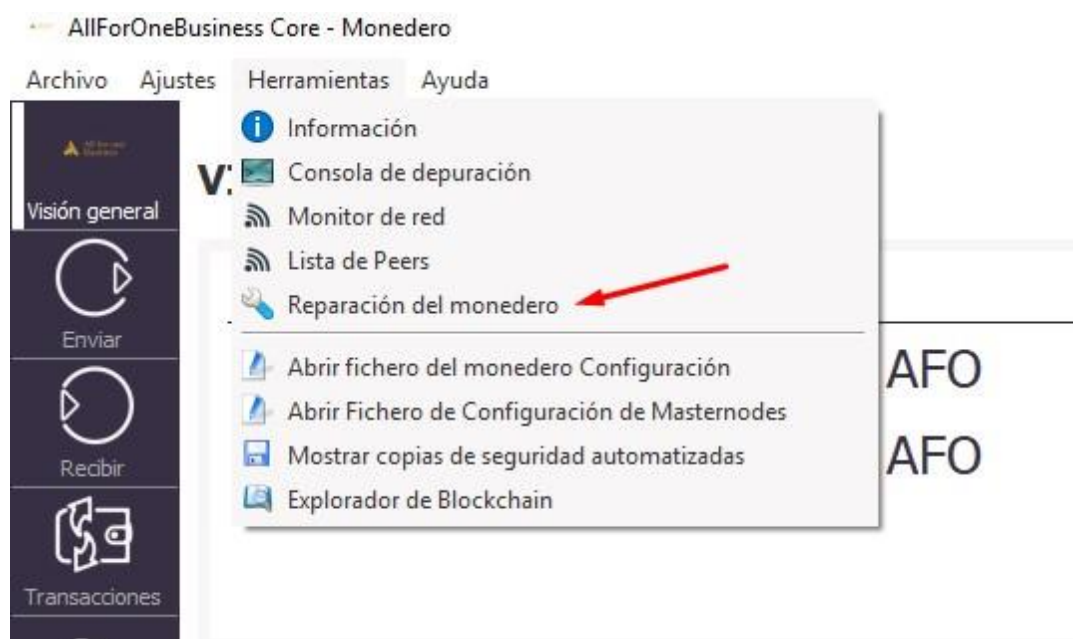 AllForOneBusiness Core - Monedero
Archivo Ajustes Herramientas Ayuda
Visión general
Enviar
Recibir
Transacciones
Información
Consola de depuración
Monitor de red
Lista de Peers
Reparación del monedero
Abrir fichero del monedero Configuración
Abrir Fichero de Configuración de Masternodes
Mostrar copias de seguridad automatizadas
Explorador de Blockchain
AFO
AFO